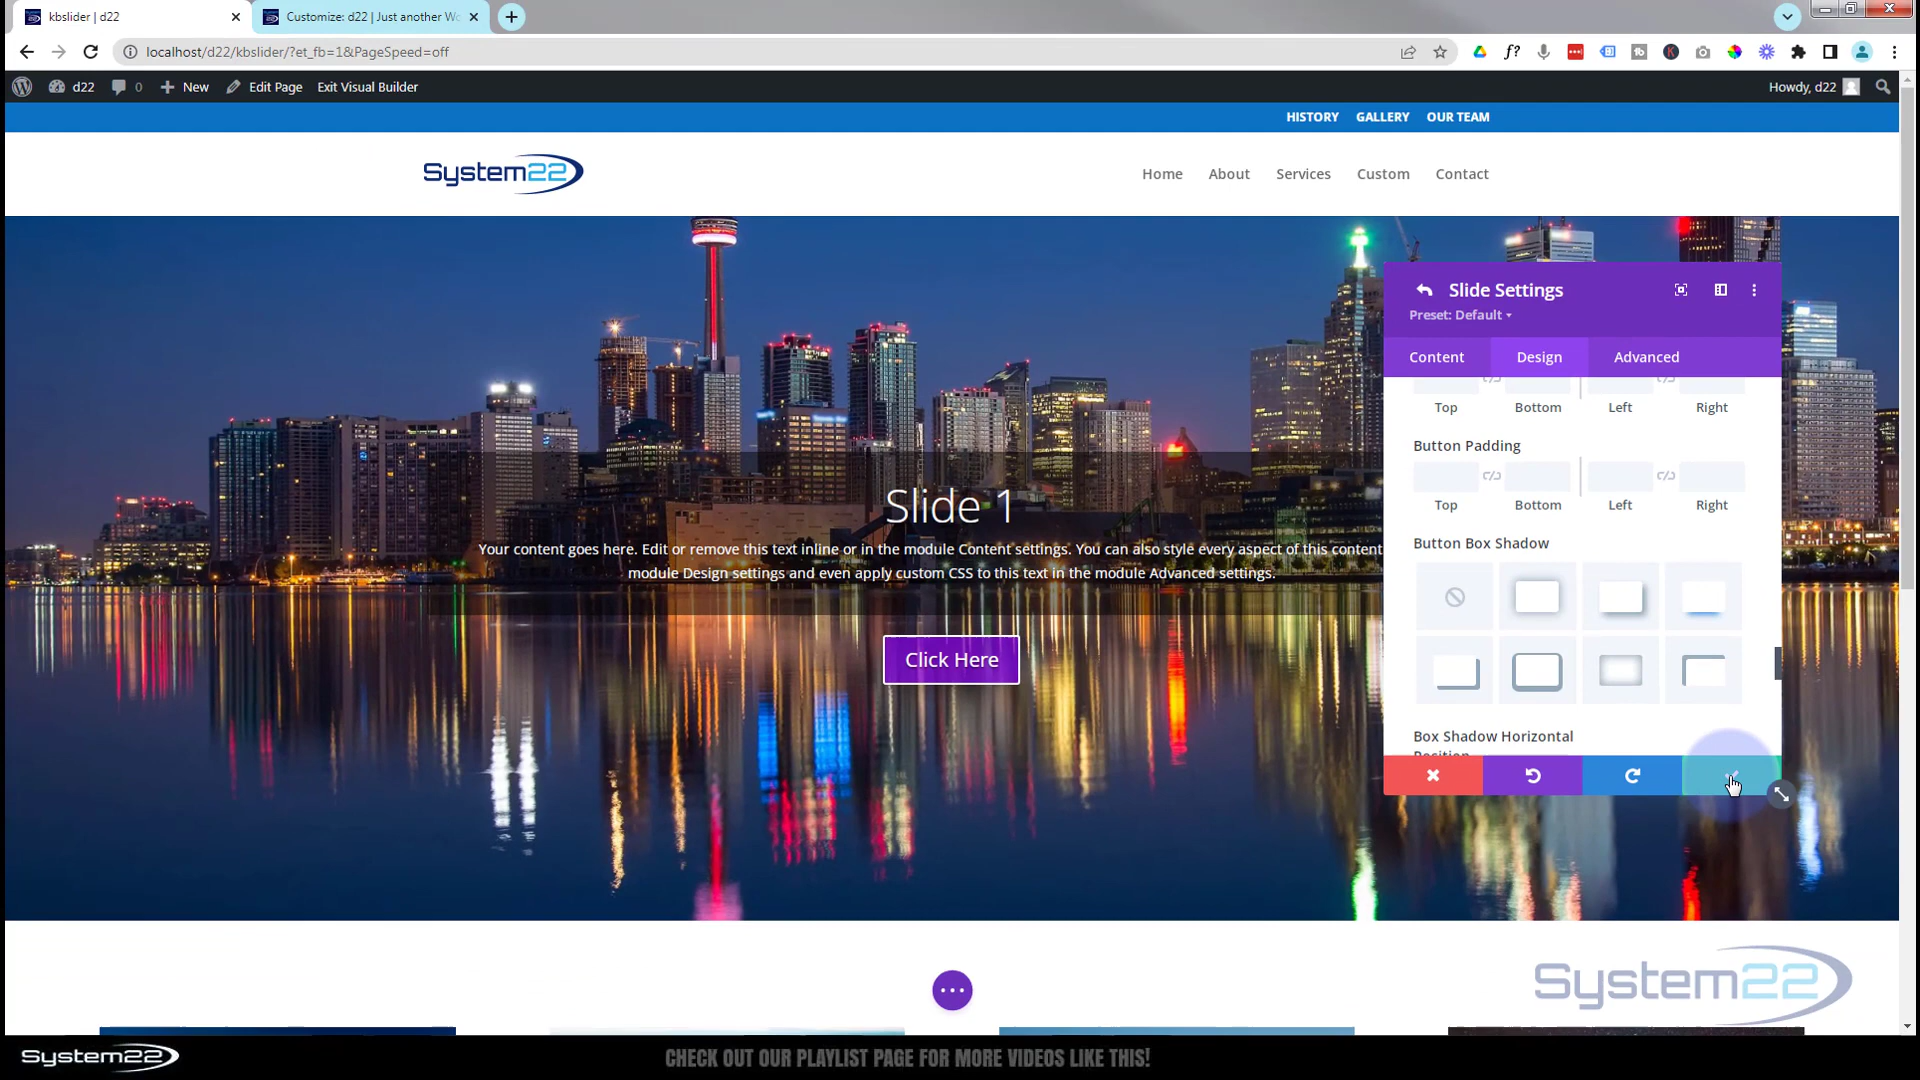 kbslider | d22
Customize: d22 | Just another Wo
localhost/d22/kbslider/?et_fb=1&PageSpeed=off
d22
0
New
Edit Page
Exit Visual Builder
Howdy, d22
HISTORY
GALLERY
OUR TEAM
System22
Home
About
Services
Custom
Contact
Slide Settings
Preset: Default
Content
Design
Advanced
Top
Bottom
Left
Right
Button Padding
Top
Bottom
Left
Right
Button Box Shadow
Box Shadow Horizontal
Position
Slide 1
Your content goes here. Edit or remove this text inline or in the module Content settings. You can also style every aspect of this content
module Design settings and even apply custom CSS to this text in the module Advanced settings.
Click Here
System22
System22
CHECK OUT OUR PLAYLIST PAGE FOR MORE VIDEOS LIKE THIS!